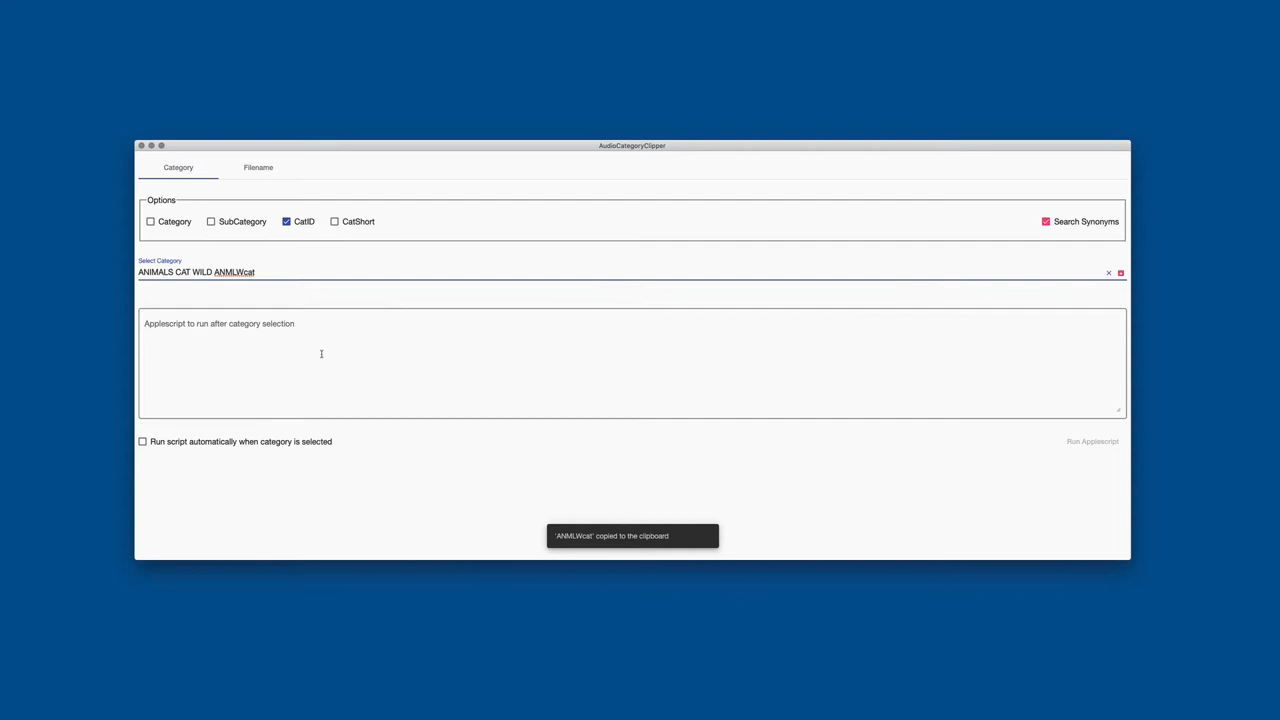 AudioCategoryClipper
Category Filename
Options
Category SubCategory CatID CatShort Search Synonyms
Select Category
ANIMALS CAT WILD ANMLWcat
Applescript to run after category selection
Run script automatically when category is selected Run Applescript
'ANMLWcat' copied to the clipboard